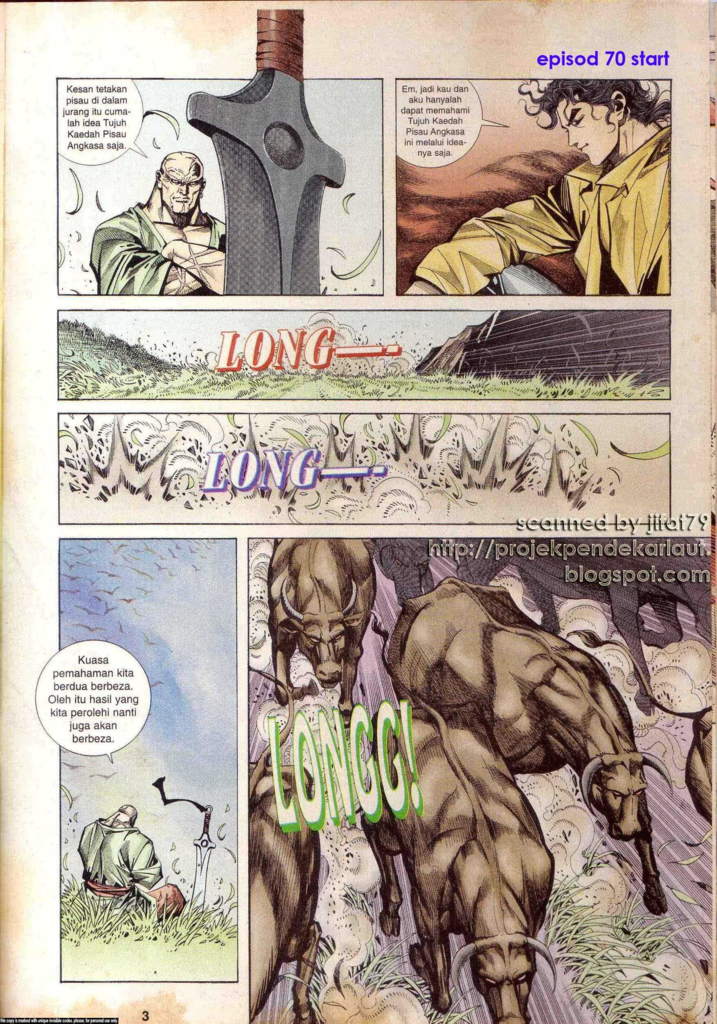 episod 70 start
Kesan tetakan
pisau di dalam
jurang itu cuma-
lah idea Tujuh
Kaedah Pisau
Angkasa saja.
Em, jadi kau dan
aku hanyalah
dapat memahami
Tujuh Kaedah
Pisau Angkasa
ini melalui idea-
nya saja.
LONG—-
LONG—-
scanned by jifat79
http://projekpendekarlaut.
blogspot.com
Kuasa
pemahaman kita
berdua berbeza.
Oleh itu hasil yang
kita perolehi nanti
juga akan
berbeza.
LONGG!
3